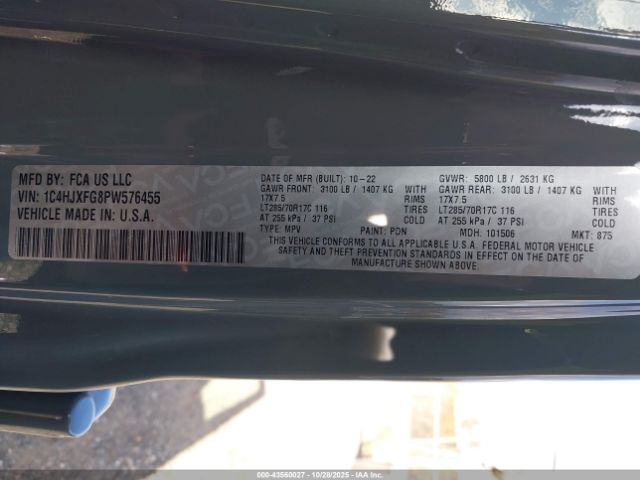 MFD BY: FCA US LLC
VIN: 1C4HJXFG8PW576455
VEHICLE MADE IN U.S.A.
DATE OF MFR (BUILT): 10-22 GVWR: 5800 LB / 2631 KG
GAWR FRONT: 3100 LB / 1407 KG WITH GAWR REAR: 3100 LB / 1407 KG WITH
17X7.5 RIMS 17X7.5 RIMS
LT285/70R17C 116 TIRES LT285/70R17C 116 TIRES
AT 255 kPa / 37 PSI COLD AT 255 kPa / 37 PSI COLD
TYPE: MPV PAINT: PDN MDH: 101506 MKT: 875
THIS VEHICLE CONFORMS TO ALL APPLICABLE U.S.A. FEDERAL MOTOR VEHICLE
SAFETY AND THEFT PREVENTION STANDARDS IN EFFECT ON THE DATE OF
MANUFACTURE SHOWN ABOVE.
000-43560027 - 10/28/2025 - IAA Corp.